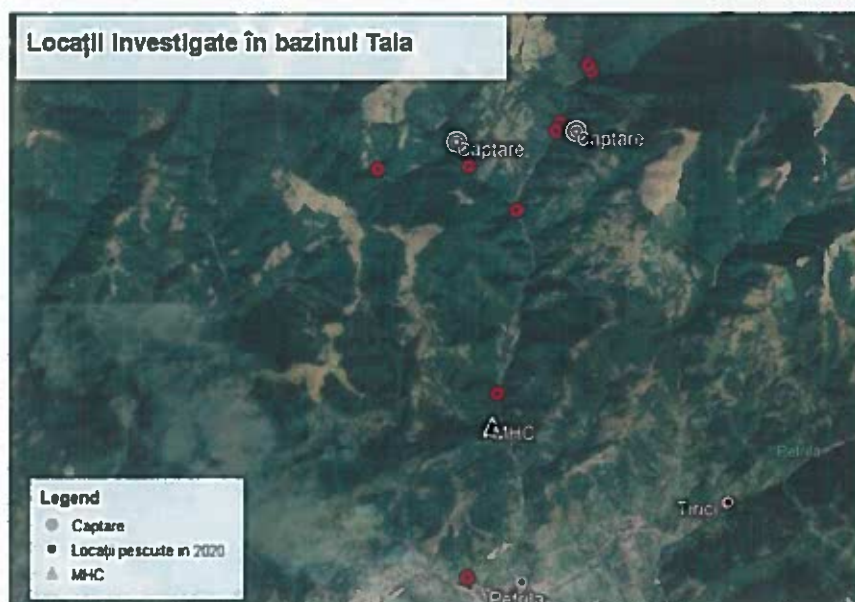 Locații investigate în bazinul Taia
Captare
Captare
MHC
Petrila
Tirici
Petrila
Legend
Captare
Locații pescuite in 2020
MHC